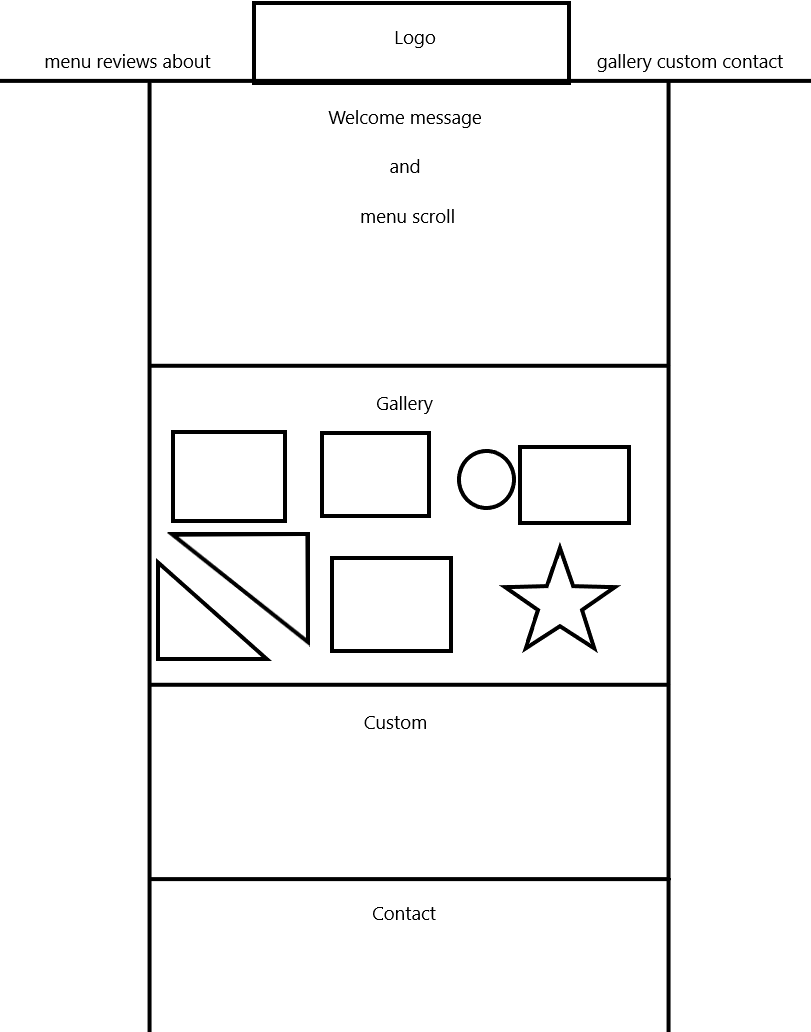 Logo
menu reviews about
gallery custom contact
Welcome message
and
menu scroll
Gallery
Custom
Contact